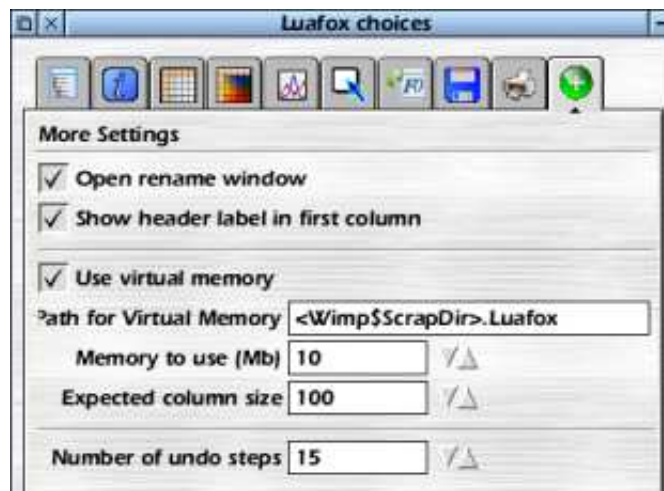 Luafox choices
More Settings
Open rename window
Show header label in first column
Use virtual memory
Path for Virtual Memory <Wimp$ScrapDir>.Luafox
Memory to use (Mb) 10
Expected column size 100
Number of undo steps 15